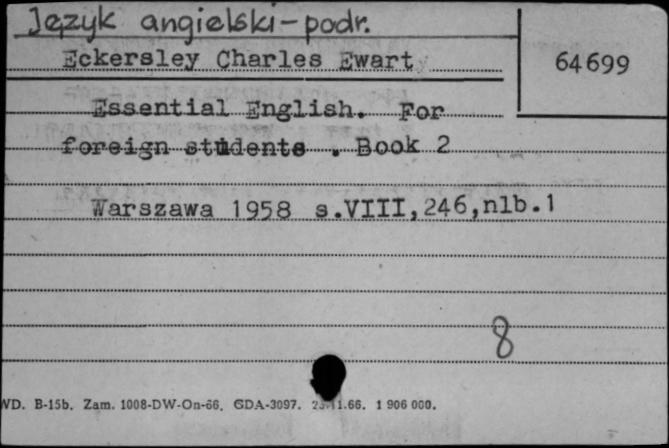 Język angielski - podr.
Eckersley Charles Ewart
64699
Essential English. For
foreign students . Book 2
Warszawa 1958 s.VIII,246,nlb.1
8
WD. B-15b. Zam. 1008-DW-On-66. GDA-3097. 11.66. 1 906 000.